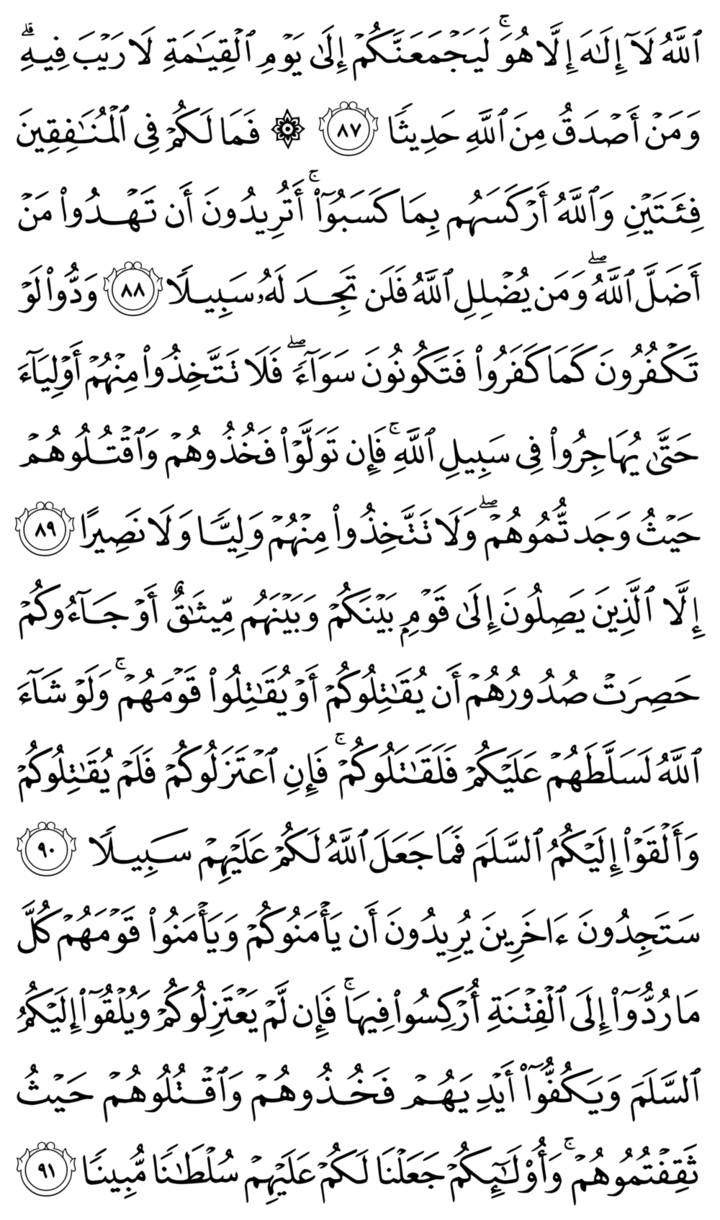 ٱللَّهُ لَآ إِلَٰهَ إِلَّا هُوَۚ لَيَجۡمَعَنَّكُمۡ إِلَىٰ يَوۡمِ ٱلۡقِيَٰمَةِ لَا رَيۡبَ فِيهِۗ
وَمَنۡ أَصۡدَقُ مِنَ ٱللَّهِ حَدِيثٗا ٨٧ ۞ فَمَا لَكُمۡ فِي ٱلۡمُنَٰفِقِينَ
فِئَتَيۡنِ وَٱللَّهُ أَرۡكَسَهُم بِمَا كَسَبُوٓاْۚ أَتُرِيدُونَ أَن تَهۡدُواْ مَنۡ
أَضَلَّ ٱللَّهُۖ وَمَن يُضۡلِلِ ٱللَّهُ فَلَن تَجِدَ لَهُۥ سَبِيلٗا ٨٨ وَدُّواْ لَوۡ
تَكۡفُرُونَ كَمَا كَفَرُواْ فَتَكُونُونَ سَوَآءٗۖ فَلَا تَتَّخِذُواْ مِنۡهُمۡ أَوۡلِيَآءَ
حَتَّىٰ يُهَاجِرُواْ فِي سَبِيلِ ٱللَّهِۚ فَإِن تَوَلَّوۡاْ فَخُذُوهُمۡ وَٱقۡتُلُوهُمۡ
حَيۡثُ وَجَدتُّمُوهُمۡۖ وَلَا تَتَّخِذُواْ مِنۡهُمۡ وَلِيّٗا وَلَا نَصِيرًا ٨٩
إِلَّا ٱلَّذِينَ يَصِلُونَ إِلَىٰ قَوۡمِۭ بَيۡنَكُمۡ وَبَيۡنَهُم مِّيثَٰقٌ أَوۡ جَآءُوكُمۡ
حَصِرَتۡ صُدُورُهُمۡ أَن يُقَٰتِلُوكُمۡ أَوۡ يُقَٰتِلُواْ قَوۡمَهُمۡۚ وَلَوۡ شَآءَ
ٱللَّهُ لَسَلَّطَهُمۡ عَلَيۡكُمۡ فَلَقَٰتَلُوكُمۡۚ فَإِنِ ٱعۡتَزَلُوكُمۡ فَلَمۡ يُقَٰتِلُوكُمۡ
وَأَلۡقَوۡاْ إِلَيۡكُمُ ٱلسَّلَمَ فَمَا جَعَلَ ٱللَّهُ لَكُمۡ عَلَيۡهِمۡ سَبِيلٗا ٩٠
سَتَجِدُونَ ءَاخَرِينَ يُرِيدُونَ أَن يَأۡمَنُوكُمۡ وَيَأۡمَنُواْ قَوۡمَهُمۡ كُلَّ
مَا رُدُّوٓاْ إِلَى ٱلۡفِتۡنَةِ أُرۡكِسُواْ فِيهَاۚ فَإِن لَّمۡ يَعۡتَزِلُوكُمۡ وَيُلۡقُوٓاْ إِلَيۡكُمُ
ٱلسَّلَمَ وَيَكُفُّوٓاْ أَيۡدِيَهُمۡ فَخُذُوهُمۡ وَٱقۡتُلُوهُمۡ حَيۡثُ
ثَقِفۡتُمُوهُمۡۚ وَأُوْلَٰٓئِكُمۡ جَعَلۡنَا لَكُمۡ عَلَيۡهِمۡ سُلۡطَٰنٗا مُّبِينٗا ٩١